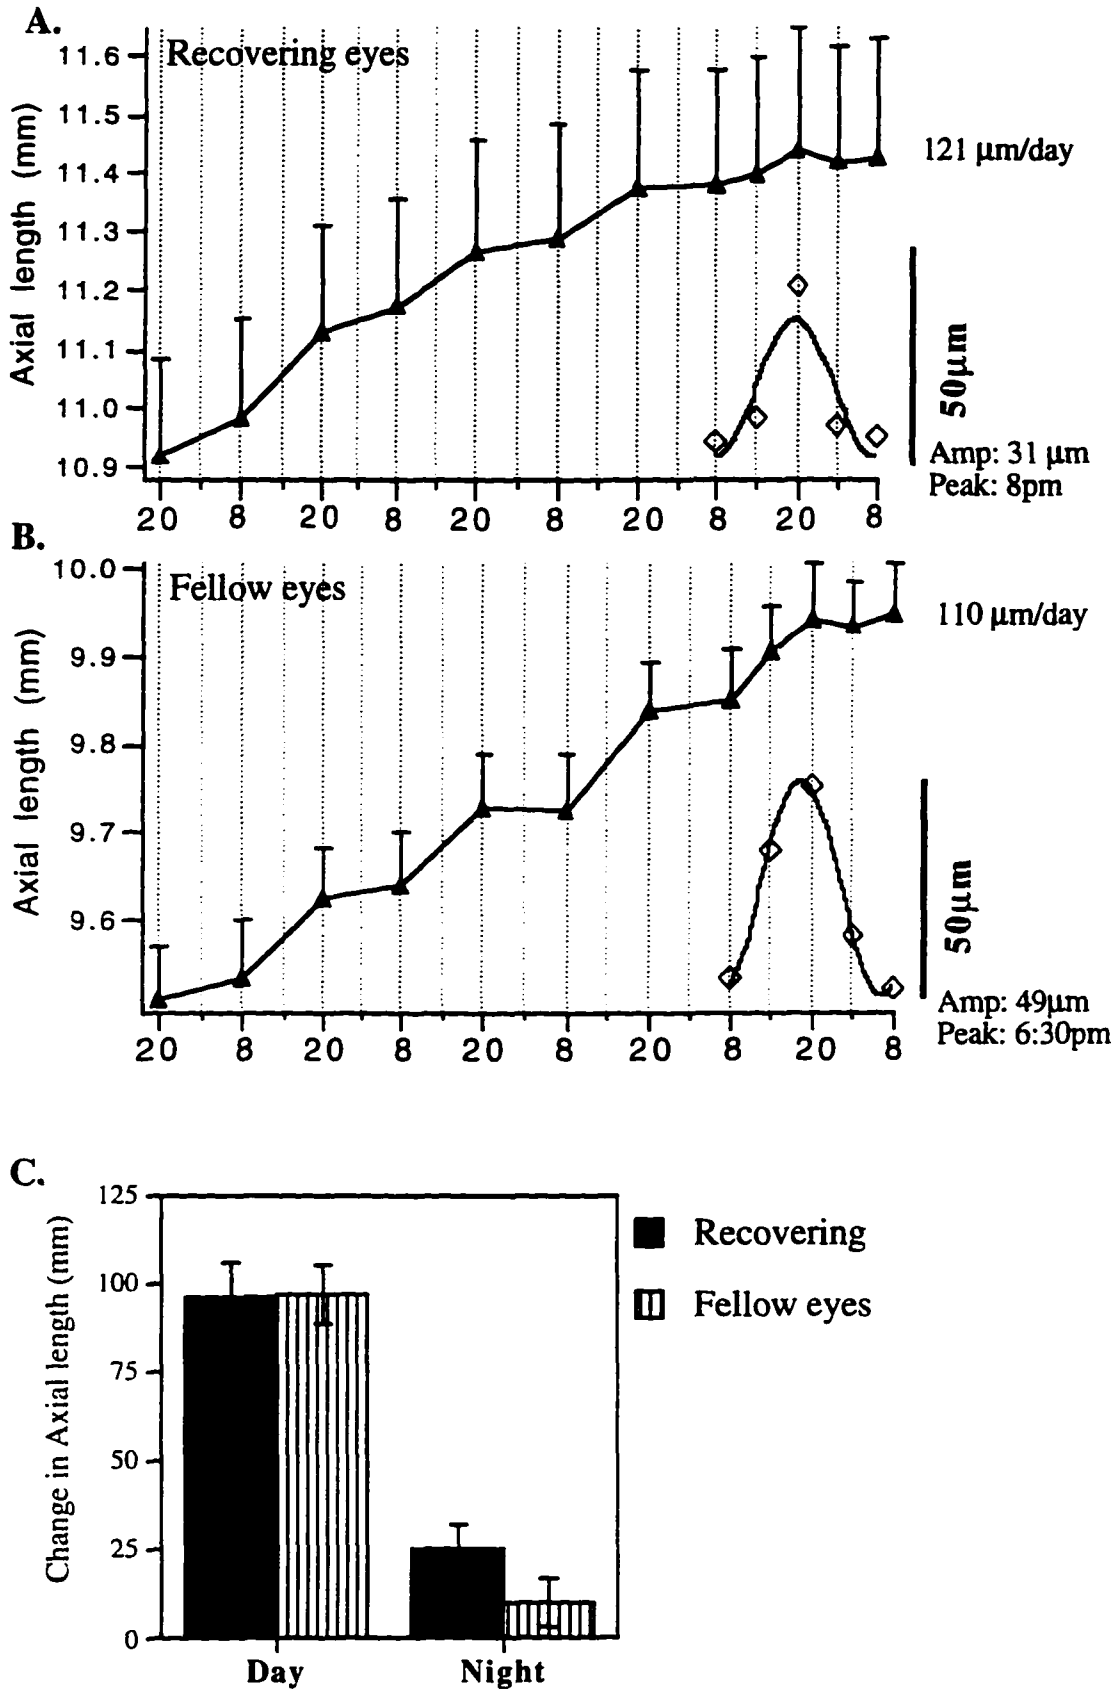 A.
Recovering eyes
Axial length (mm)
11.6
11.5
11.4
11.3
11.2
11.1
11.0
10.9
121 μm/day
50μm
Amp: 31 μm
Peak: 8pm
20 8 20 8 20 8 20 8 20 8
B.
Fellow eyes
Axial length (mm)
10.0
9.9
9.8
9.7
9.6
110 μm/day
50μm
Amp: 49μm
Peak: 6:30pm
20 8 20 8 20 8 20 8 20 8
C.
Change in Axial length (mm)
125
100
75
50
25
0
Recovering
Fellow eyes
Day Night